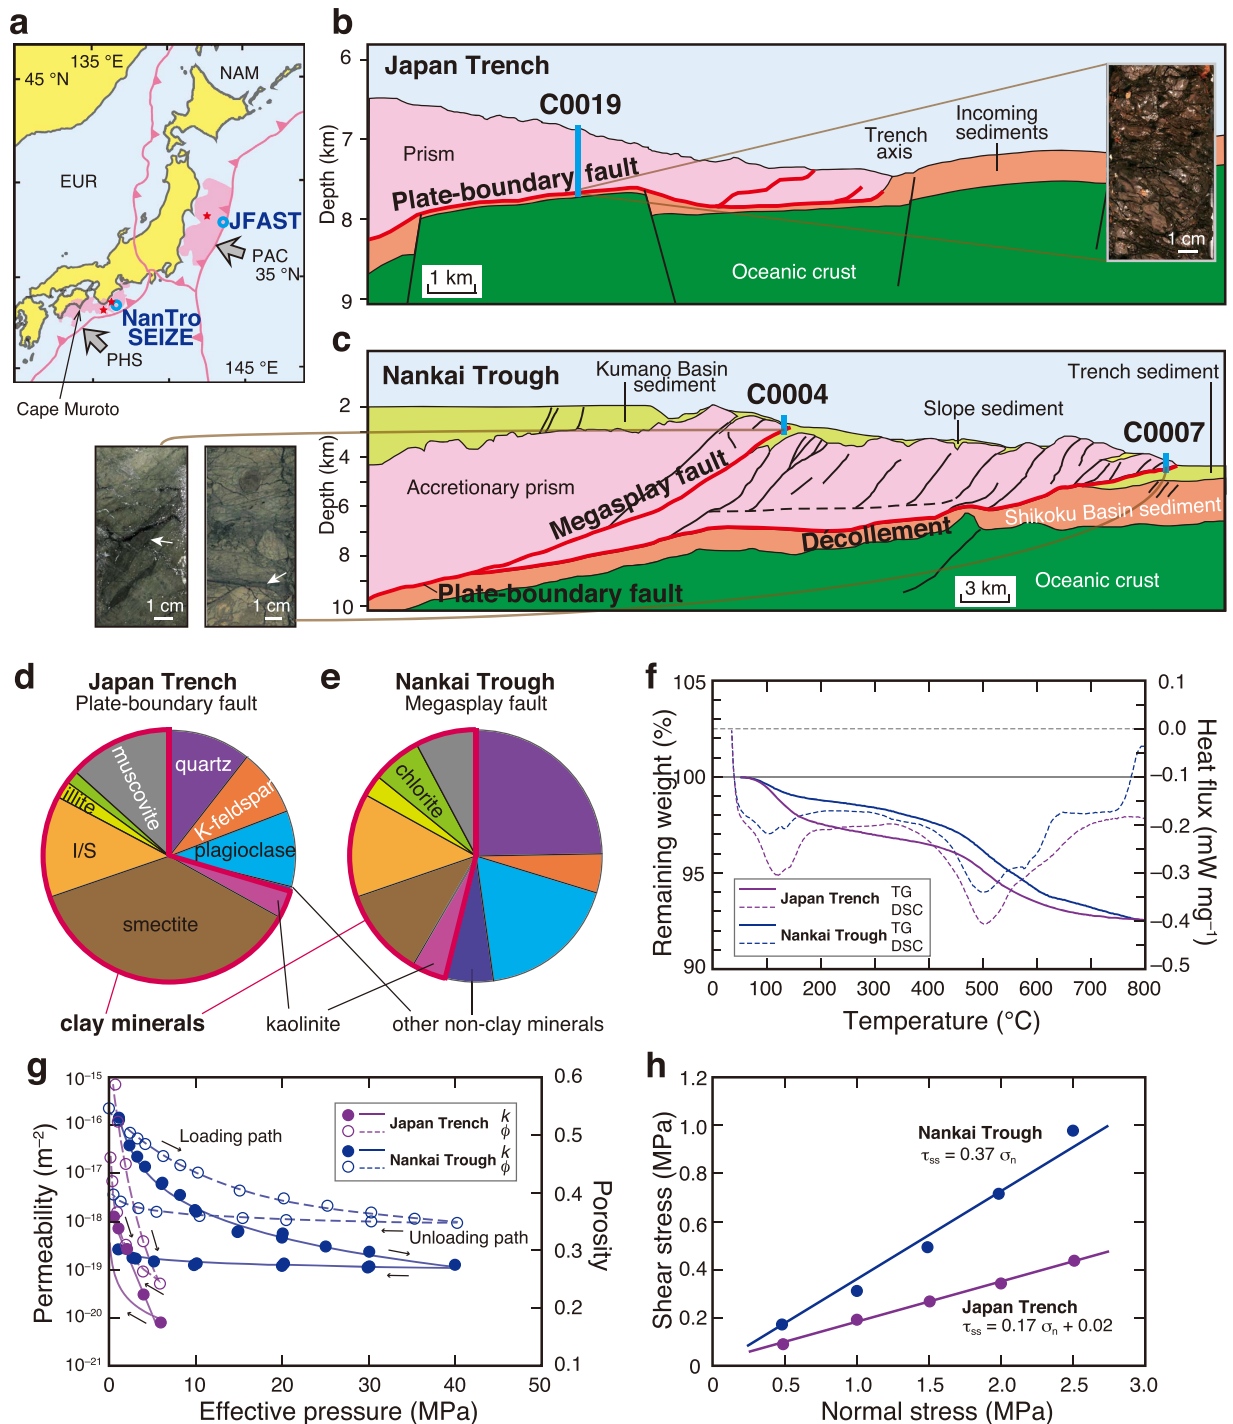 a
135 °E
45 °N
NAM
EUR
JFAST
PAC
35 °N
NanTro
SEIZE
PHS
145 °E
Cape Muroto
b
Japan Trench
C0019
Prism
Plate-boundary fault
Trench
axis
Incoming
sediments
Oceanic crust
1 km
1 cm
Depth (km)
6
7
8
9
c
Nankai Trough
Kumano Basin
sediment
C0004
Slope sediment
Trench sediment
C0007
Accretionary prism
Megasplay fault
Décollement
Shikoku Basin sediment
Plate-boundary fault
Oceanic crust
3 km
Depth (km)
2
4
6
8
10
1 cm
1 cm
d
Japan Trench
Plate-boundary fault
muscovite
quartz
K-feldspar
plagioclase
illite
I/S
smectite
e
Nankai Trough
Megasplay fault
chlorite
clay minerals
kaolinite
other non-clay minerals
f
105
100
95
90
Remaining weight (%)
0.1
0.0
−0.1
−0.2
−0.3
−0.4
−0.5
Heat flux (mW mg⁻¹)
Japan Trench TG
DSC
Nankai Trough TG
DSC
0 100 200 300 400 500 600 700 800
Temperature (°C)
g
10⁻¹⁵
10⁻¹⁶
10⁻¹⁷
10⁻¹⁸
10⁻¹⁹
10⁻²⁰
10⁻²¹
Permeability (m⁻²)
0.6
0.5
0.4
0.3
0.2
0.1
Porosity
Japan Trench k
ϕ
Nankai Trough k
ϕ
Loading path
Unloading path
0 10 20 30 40 50
Effective pressure (MPa)
h
1.2
1.0
0.8
0.6
0.4
0.2
0
Shear stress (MPa)
Nankai Trough
τss = 0.37 σn
Japan Trench
τss = 0.17 σn + 0.02
0 0.5 1.0 1.5 2.0 2.5 3.0
Normal stress (MPa)